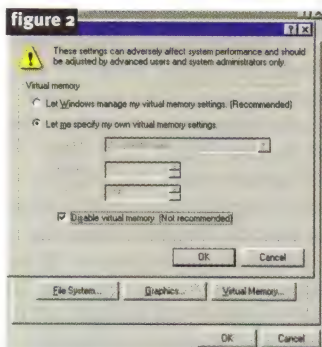 figure 2
These settings can adversely affect system performance and should
be adjusted by advanced users and system administrators only.
Virtual memory
Let Windows manage my virtual memory settings. (Recommended)
Let me specify my own virtual memory settings.
Disable virtual memory. (Not recommended)
OK Cancel
File System... Graphics... Virtual Memory...
OK Cancel